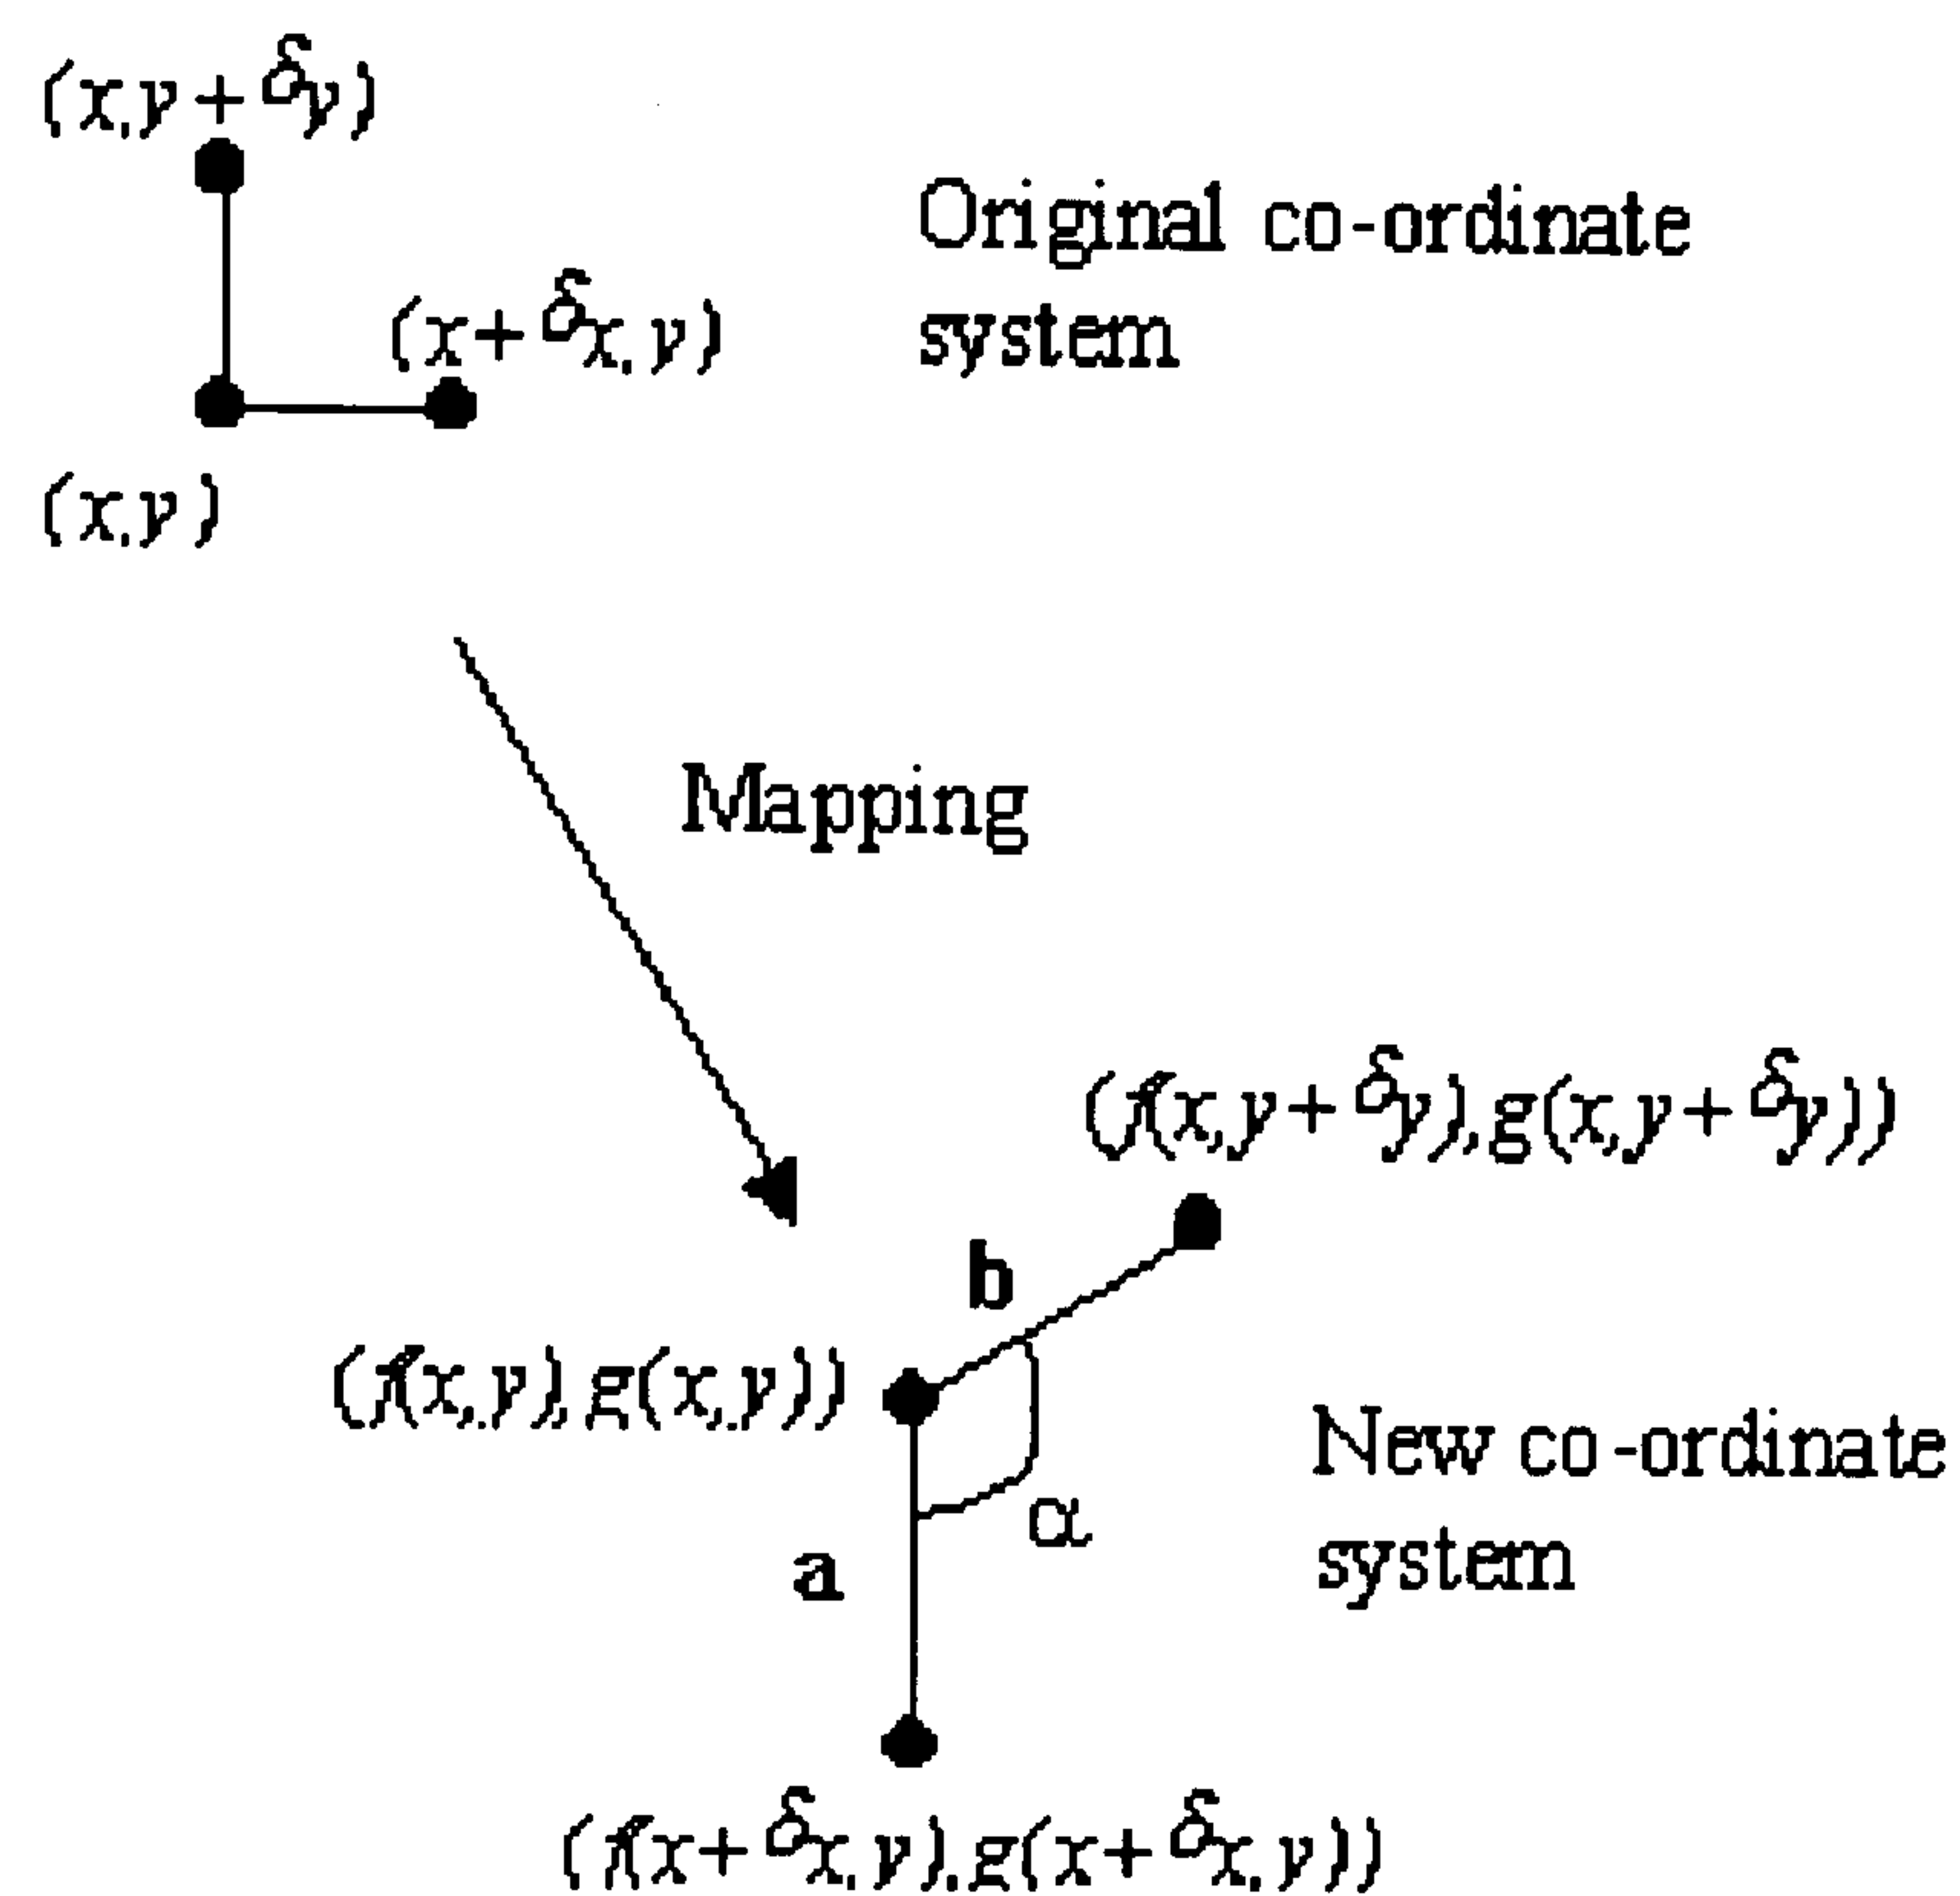 (x,y + δy)
Original co-ordinate
system
(x + δx, y)
(x,y)
Mapping
(f(x,y + δy),g(x,y + δy))
b
(f(x,y),g(x,y))
New co-ordinate
system
α
a
(f(x + δx, y),g(x + δx, y))